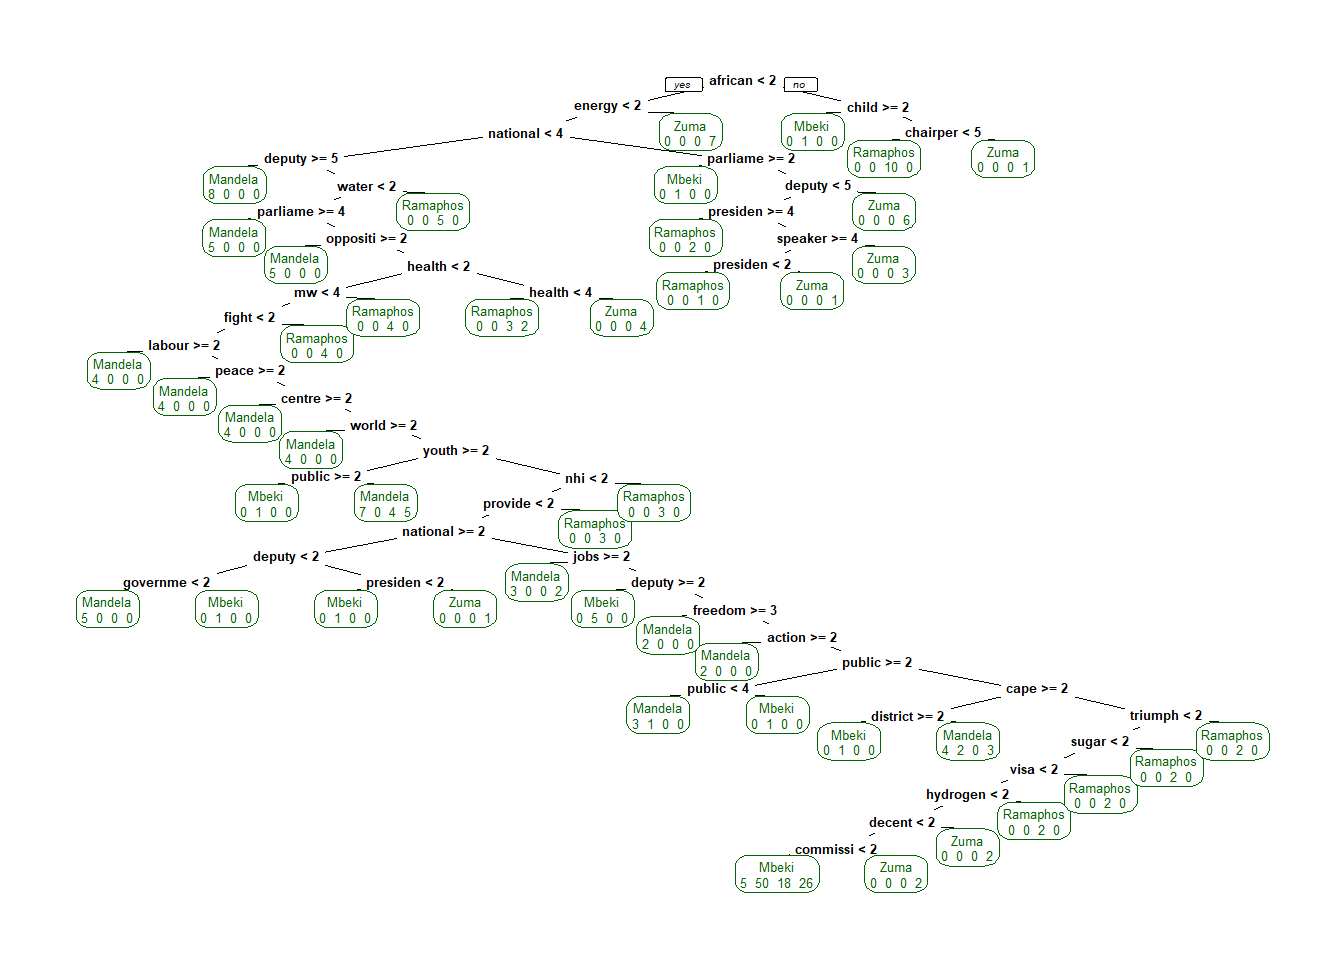 yes
african < 2
no
energy < 2
child >= 2
Zuma
0 0 0 7
Mbeki
0 1 0 0
national < 4
chairper < 5
Ramaphos
0 0 10 0
Zuma
0 0 0 1
deputy >= 5
parliame >= 2
Mandela
8 0 0 0
Mbeki
0 1 0 0
water < 2
deputy < 5
Ramaphos
0 0 5 0
Zuma
0 0 0 6
parliame >= 4
presiden >= 4
Mandela
5 0 0 0
Ramaphos
0 0 2 0
oppositi >= 2
speaker >= 4
Mandela
5 0 0 0
Zuma
0 0 0 3
health < 2
presiden < 2
Ramaphos
0 0 1 0
Zuma
0 0 0 1
mw < 4
health < 4
Ramaphos
0 0 4 0
Ramaphos
0 0 3 2
Zuma
0 0 0 4
fight < 2
Ramaphos
0 0 4 0
labour >= 2
Mandela
4 0 0 0
peace >= 2
Mandela
4 0 0 0
centre >= 2
Mandela
4 0 0 0
world >= 2
Mandela
4 0 0 0
youth >= 2
public >= 2
nhi < 2
Mbeki
0 1 0 0
Mandela
7 0 4 5
Ramaphos
0 0 3 0
provide < 2
Ramaphos
0 0 3 0
national >= 2
deputy < 2
jobs >= 2
Mandela
3 0 0 2
governme < 2
presiden < 2
deputy >= 2
Mandela
5 0 0 0
Mbeki
0 1 0 0
Mbeki
0 1 0 0
Zuma
0 0 0 1
Mbeki
0 5 0 0
freedom >= 3
Mandela
2 0 0 0
action >= 2
Mandela
2 0 0 0
public >= 2
public < 4
cape >= 2
Mandela
3 1 0 0
Mbeki
0 1 0 0
district >= 2
triumph < 2
Mbeki
0 1 0 0
Mandela
4 2 0 3
Ramaphos
0 0 2 0
sugar < 2
Ramaphos
0 0 2 0
visa < 2
Ramaphos
0 0 2 0
hydrogen < 2
Ramaphos
0 0 2 0
decent < 2
Zuma
0 0 0 2
commissi < 2
Mbeki
5 50 18 26
Zuma
0 0 0 2